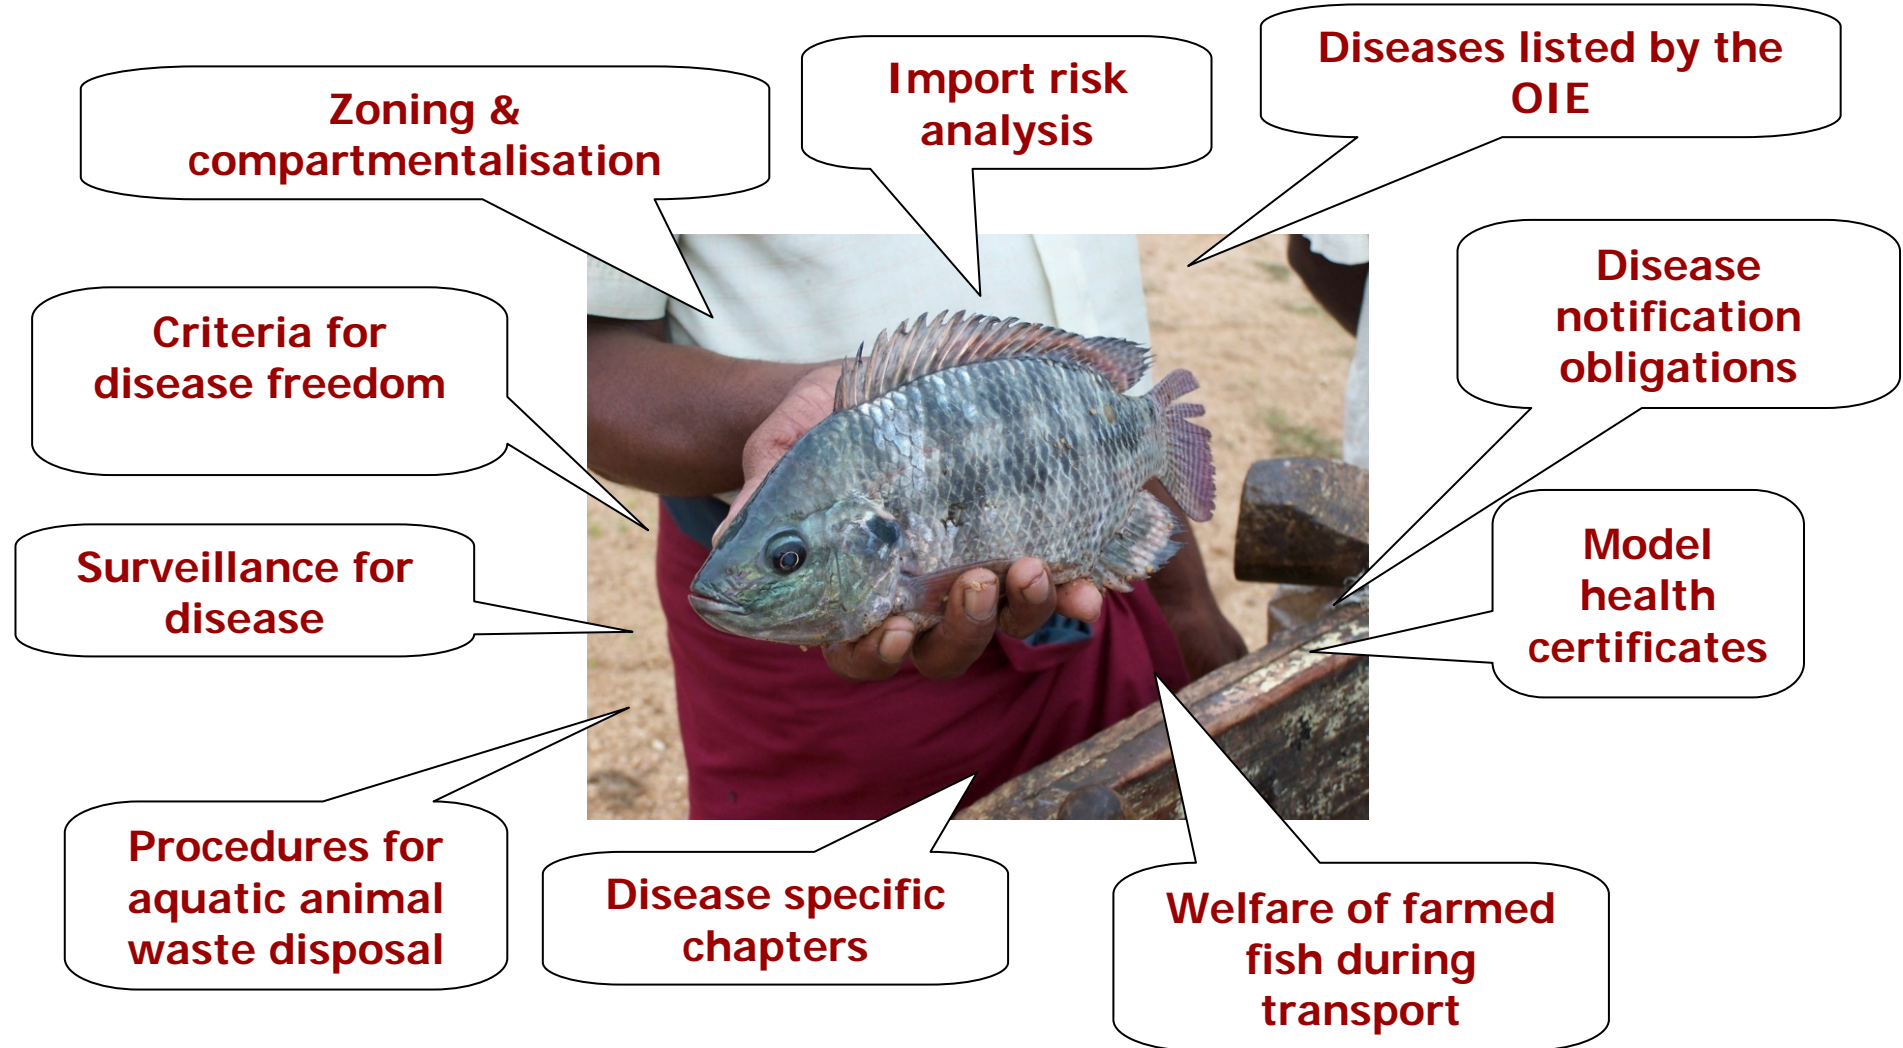 Zoning &
compartmentalisation
Import risk
analysis
Diseases listed by the
OIE
Criteria for
disease freedom
Disease
notification
obligations
Surveillance for
disease
Model
health
certificates
Procedures for
aquatic animal
waste disposal
Disease specific
chapters
Welfare of farmed
fish during
transport